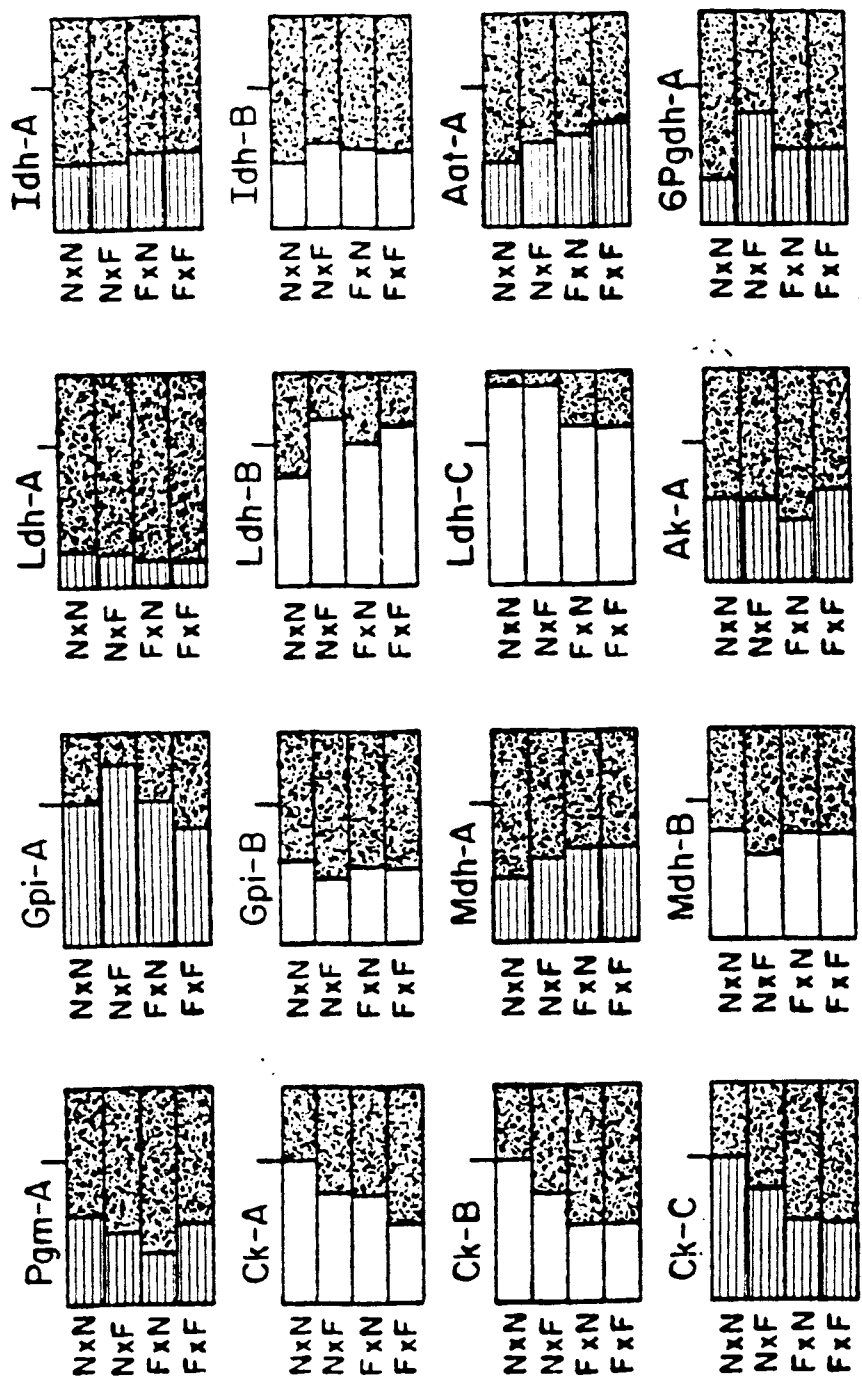 Pgm-A
NxN
NxF
FxN
FxF
Gpi-A
NxN
NxF
FxN
FxF
Ldh-A
NxN
NxF
FxN
FxF
Idh-A
NxN
NxF
FxN
FxF
Ck-A
NxN
NxF
FxN
FxF
Gpi-B
NxN
NxF
FxN
FxF
Ldh-B
NxN
NxF
FxN
FxF
Idh-B
NxN
NxF
FxN
FxF
Ck-B
NxN
NxF
FxN
FxF
Mdh-A
NxN
NxF
FxN
FxF
Ldh-C
NxN
NxF
FxN
FxF
Aat-A
NxN
NxF
FxN
FxF
Ck-C
NxN
NxF
FxN
FxF
Mdh-B
NxN
NxF
FxN
FxF
Ak-A
NxN
NxF
FxN
FxF
6Pgdh-A
NxN
NxF
FxN
FxF